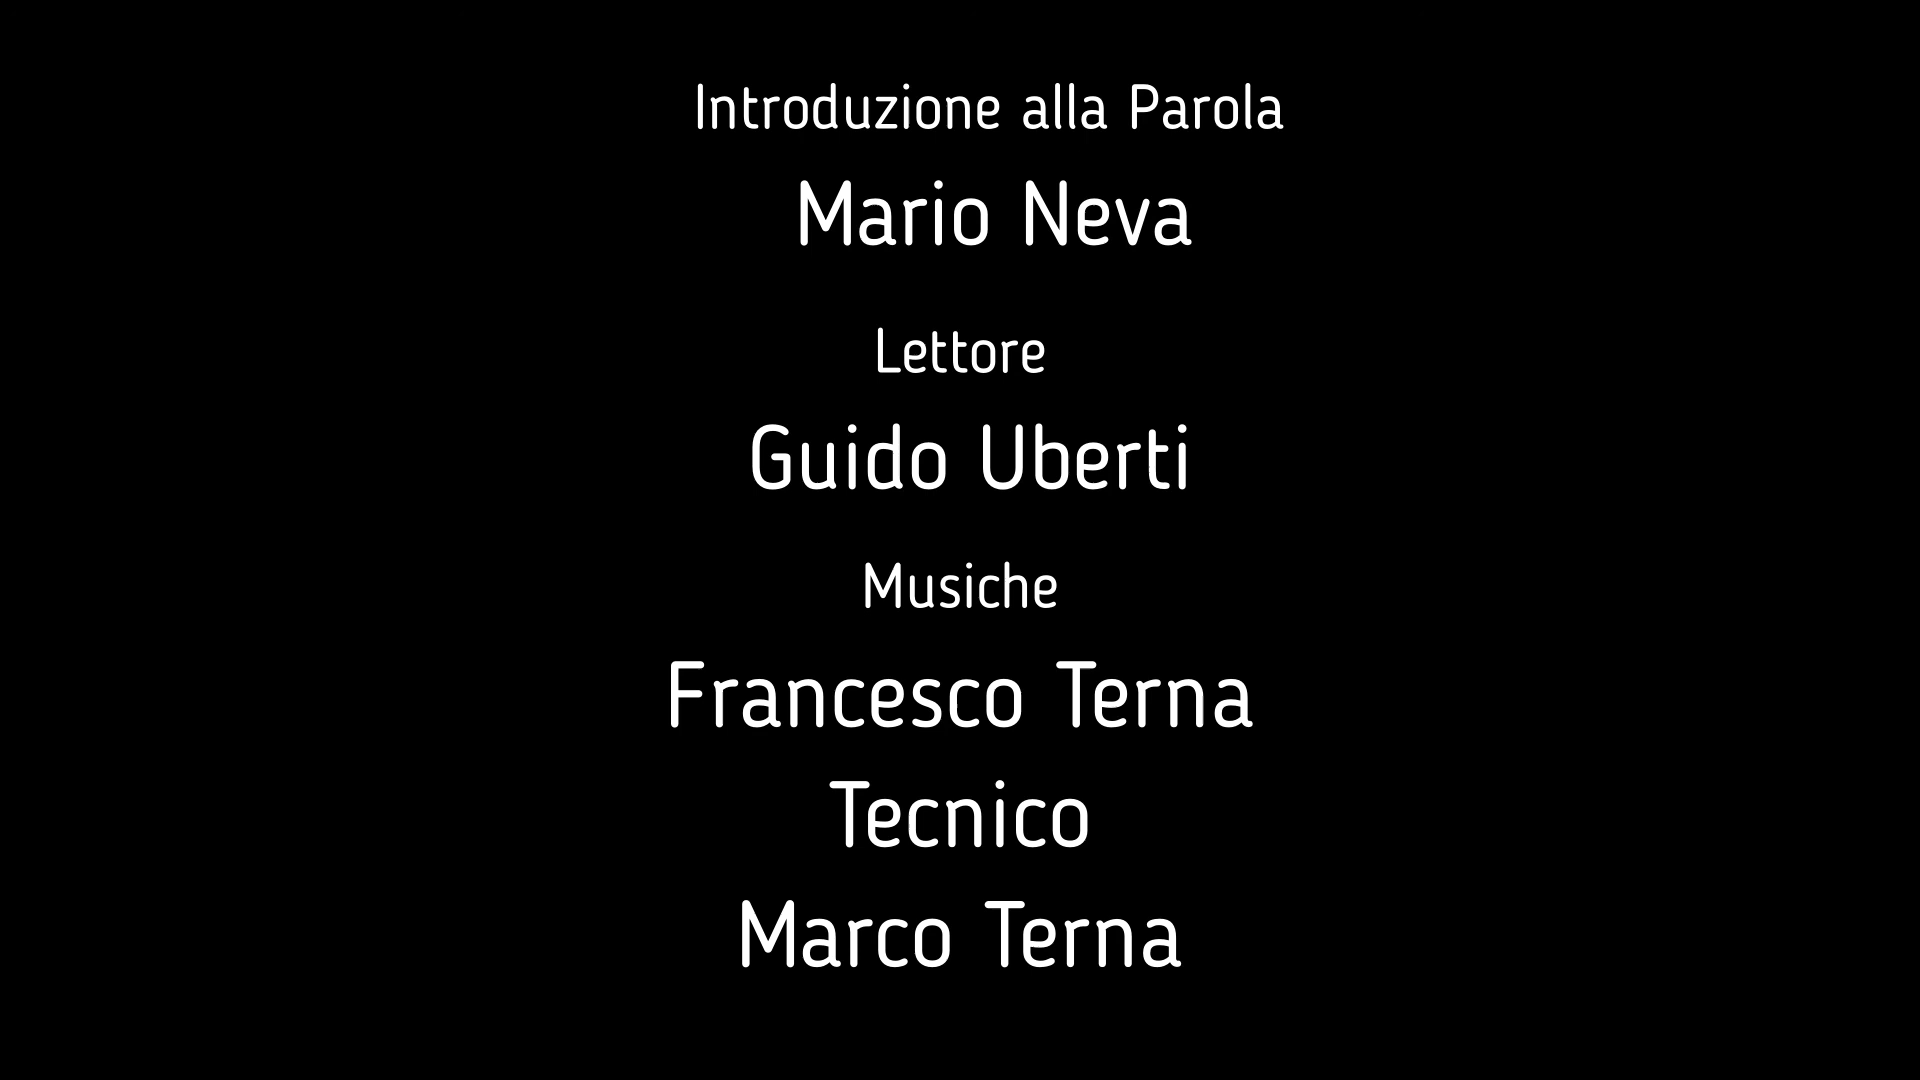 Introduzione alla Parola
Mario Neva
Lettore
Guido Uberti
Musiche
Francesco Terna
Tecnico
Marco Terna